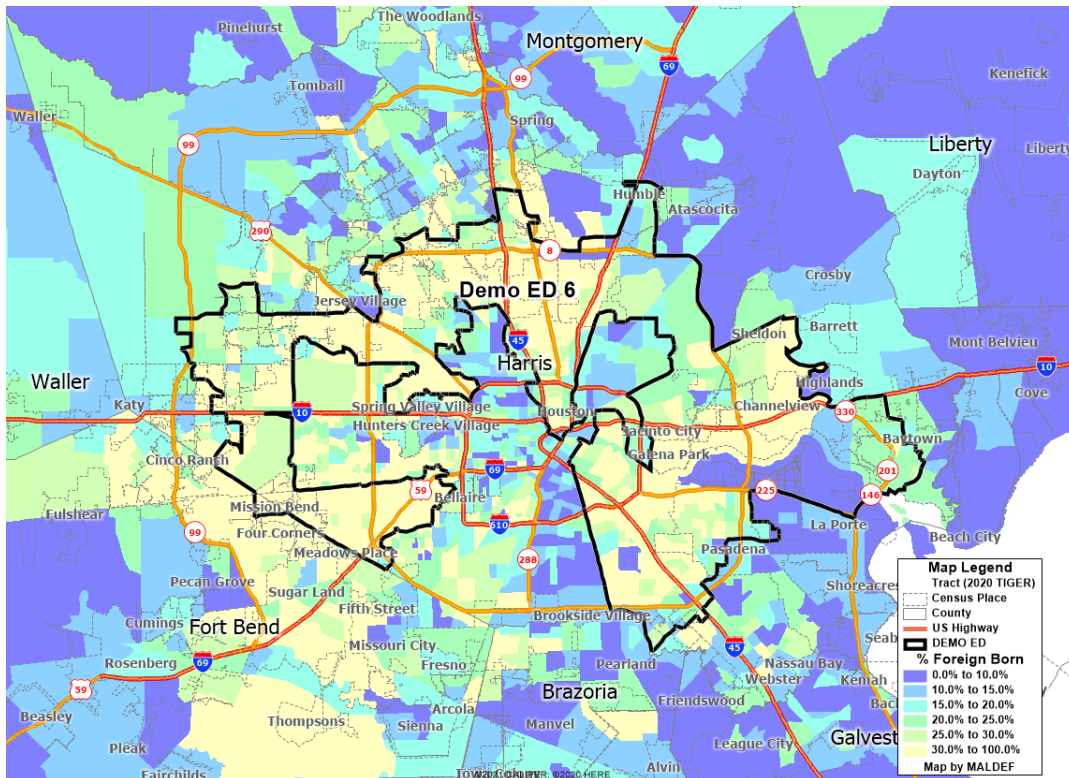 The Woodlands
Pinehurst
Montgomery
69
99
Kenefick
Tomball
Waller
Spring
99
Liberty
Liberty
Dayton
Humble
Atascocita
290
8
Crosby
Demo ED 6
Jersey Village
Sheldon
Barrett
45
Mont Belvieu
Harris
10
Waller
Highlands
Cove
Katy
10
Spring Valley Village
Houston
Channelview
330
Hunters Creek Village
Jacinto City
Baytown
Galena Park
Cinco Ranch
69
201
59
Bellaire
225
146
Mission Bend
Fulshear
610
La Porte
Four Corners
99
Beach City
Meadows Place
Pasadena
288
Pecan Grove
Shoreacres
Sugar Land
Fifth Street
Brookside Village
Cumings
Fort Bend
Missouri City
45
Rosenberg
69
Fresno
Pearland
Nassau Bay
Webster
Kemah
59
Brazoria
Friendswood
Beasley
Arcola
Thompsons
Sienna
Manvel
Pleak
League City
Galvest
Alvin
Fairchilds
©2020 HERE
Map Legend
Tract (2020 TIGER)
Census Place
County
US Highway
DEMO ED
% Foreign Born
0.0% to 10.0%
10.0% to 15.0%
15.0% to 20.0%
20.0% to 25.0%
25.0% to 30.0%
30.0% to 100.0%
Map by MALDEF